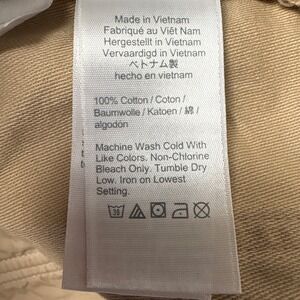 Made in Vietnam
Fabriqué au Viêt Nam
Hergestellt in Vietnam
Vervaardigd in Vietnam
ベトナム製
hecho en vietnam
100% Cotton / Coton /
Baumwolle / Katoen / 綿 /
algodón
Machine Wash Cold With
Like Colors. Non-Chlorine
Bleach Only. Tumble Dry
Low. Iron on Lowest
Setting.
30